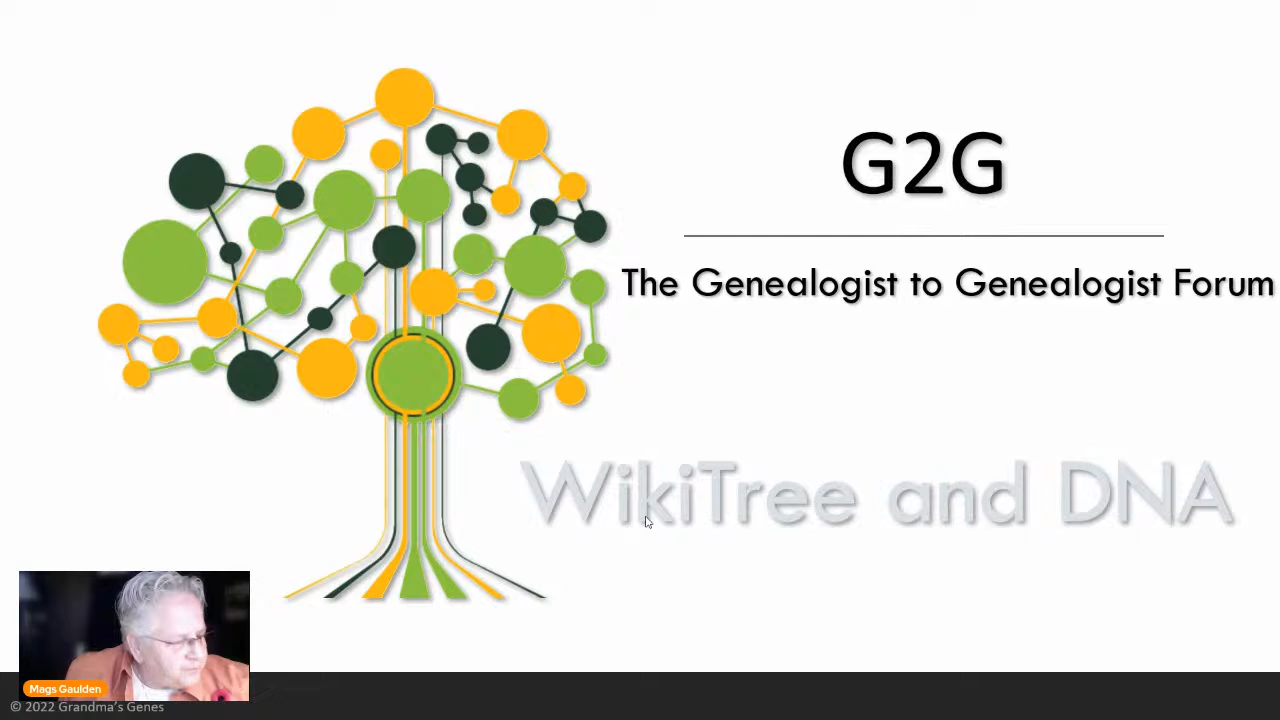 G2G
The Genealogist to Genealogist Forum
WikiTree and DNA
Mags Gaulden
© 2022 Grandma's Genes